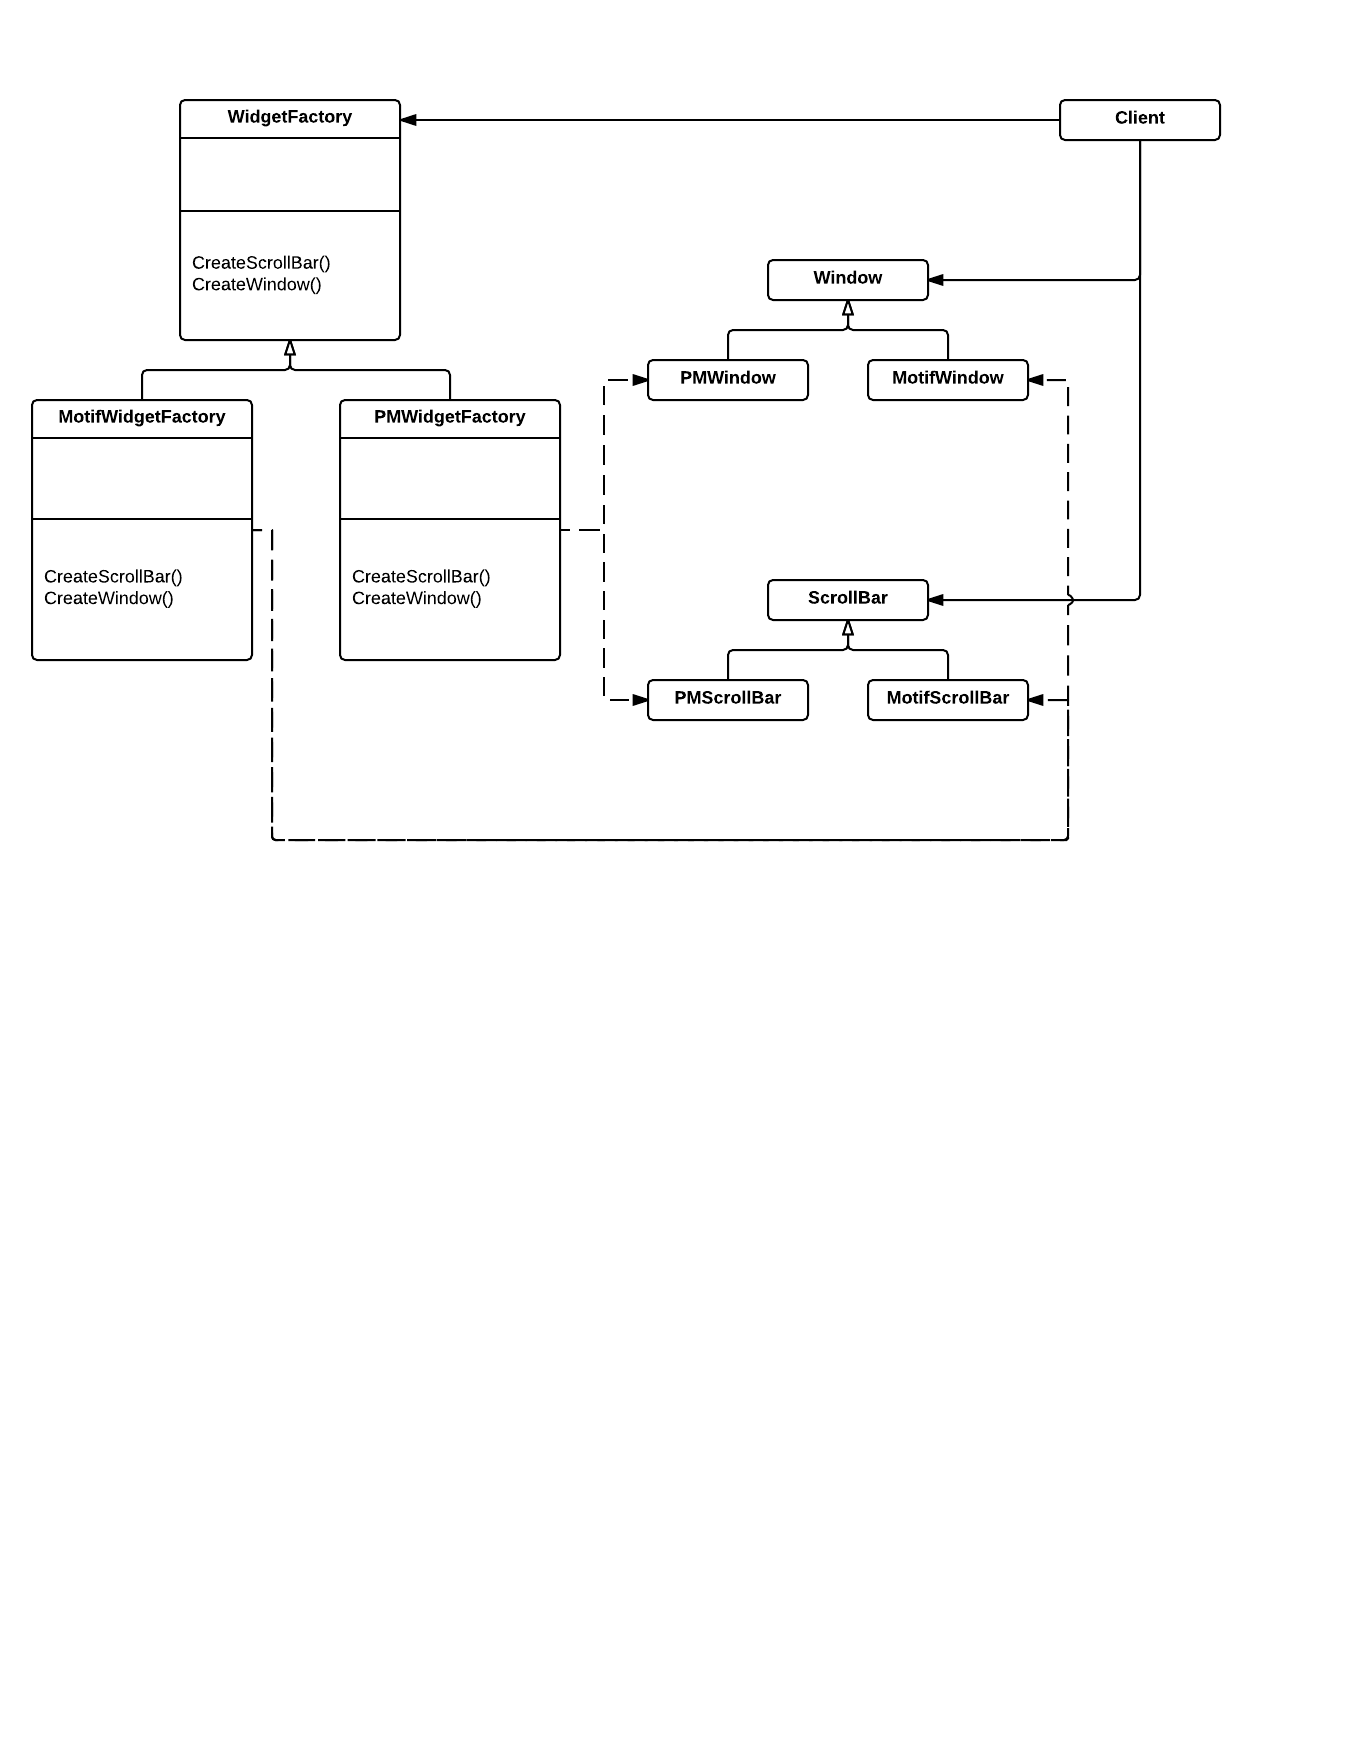 WidgetFactory
Client
CreateScrollBar()
CreateWindow()
Window
PMWindow
MotifWindow
MotifWidgetFactory
PMWidgetFactory
CreateScrollBar()
CreateWindow()
CreateScrollBar()
CreateWindow()
ScrollBar
PMScrollBar
MotifScrollBar